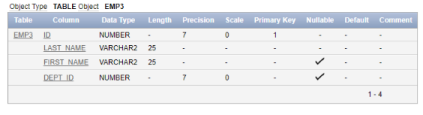 Object Type TABLE Object EMP3
Table Column Data Type Length Precision Scale Primary Key Nullable Default Comment
EMP3 ID NUMBER - 7 0 1 - - -
LAST_NAME VARCHAR2 25 - - - - - -
FIRST_NAME VARCHAR2 25 - - - ✓ - -
DEPT_ID NUMBER - 7 0 - ✓ - -
1 - 4